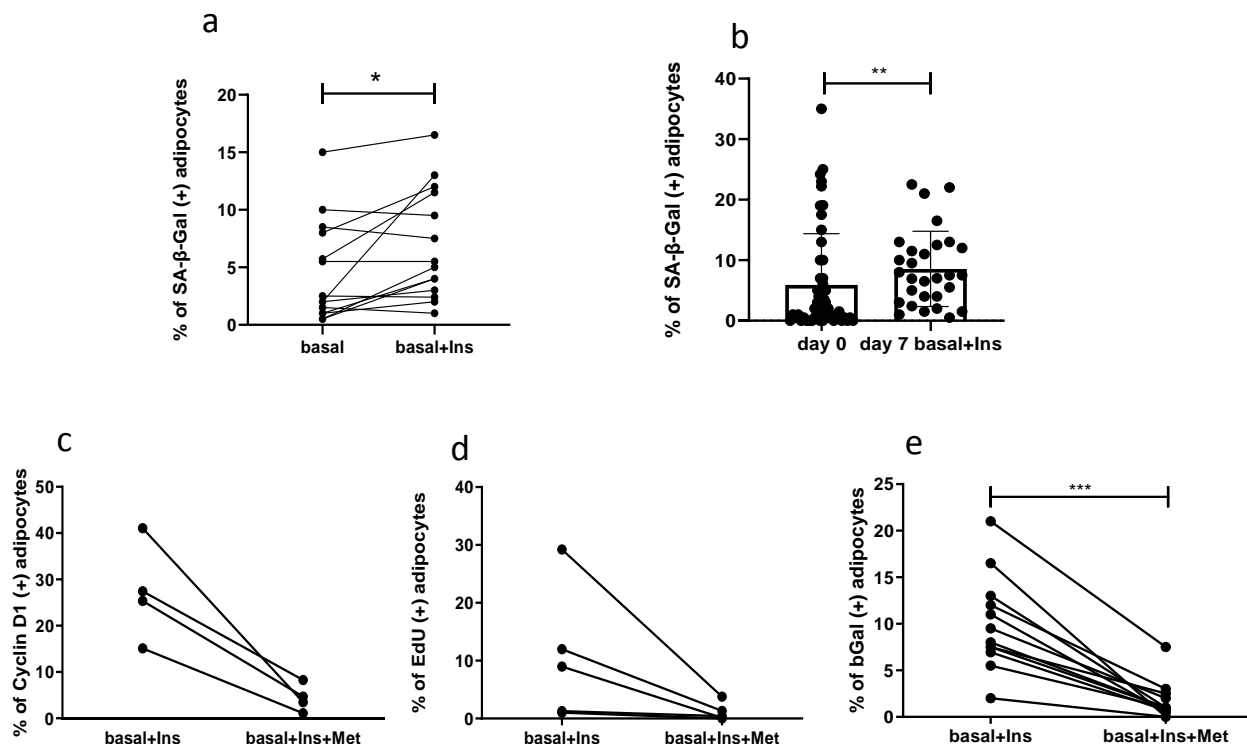 a
% of SA-β-Gal (+) adipocytes
20
15
10
5
0
*
basal
basal+Ins
b
% of SA-β-Gal (+) adipocytes
40
30
20
10
0
**
day 0
day 7 basal+Ins
c
% of Cyclin D1 (+) adipocytes
50
40
30
20
10
0
basal+Ins
basal+Ins+Met
d
% of EdU (+) adipocytes
40
30
20
10
0
basal+Ins
basal+Ins+Met
e
% of bGal (+) adipocytes
25
20
15
10
5
0
***
basal+Ins
basal+Ins+Met